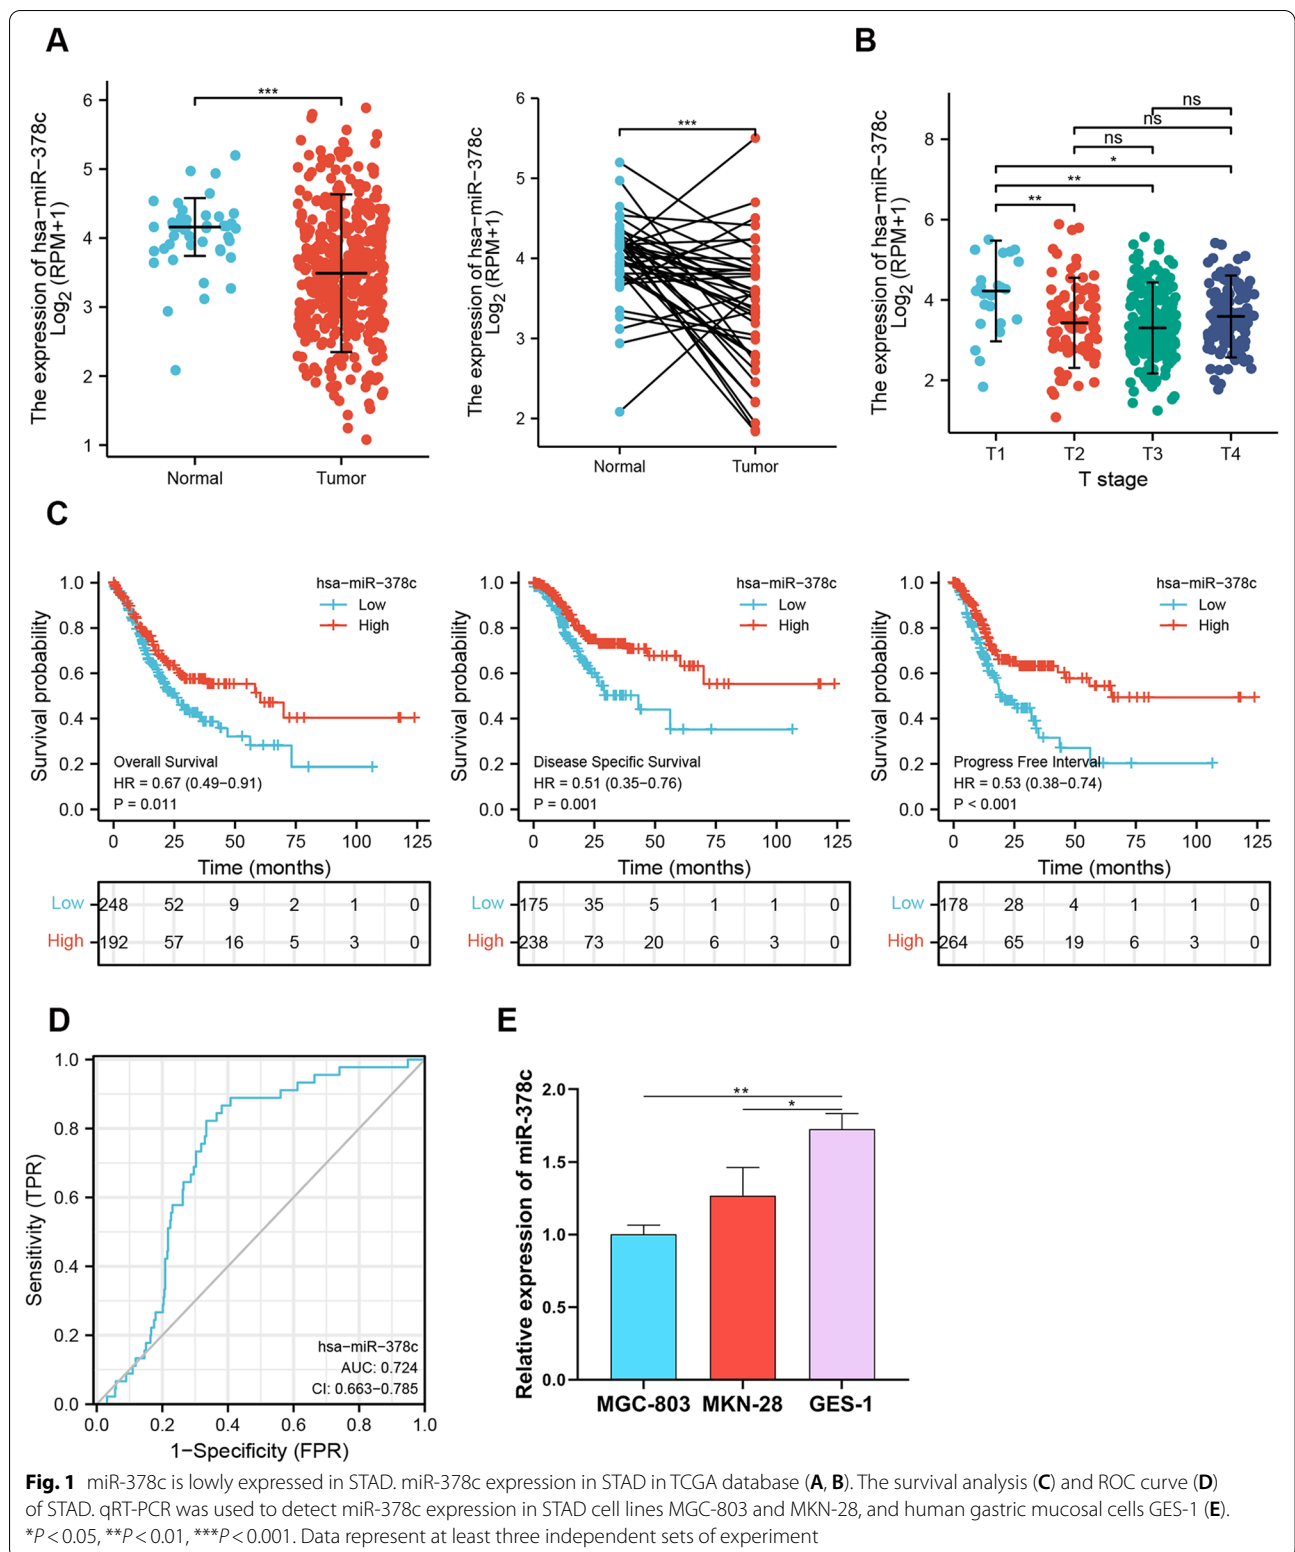 A
The expression of hsa−miR−378c
Log2 (RPM+1)
6
5
4
3
2
1
***
Normal
Tumor
The expression of hsa−miR−378c
Log2 (RPM+1)
6
5
4
3
2
***
Normal
Tumor
B
The expression of hsa−miR−378c
Log2 (RPM+1)
8
6
4
2
ns
ns
ns
*
**
**
T1
T2
T3
T4
T stage
C
Survival probability
1.0
0.8
0.6
0.4
0.2
0.0
hsa−miR−378c
Low
High
Overall Survival
HR = 0.67 (0.49−0.91)
P = 0.011
0 25 50 75 100 125
Time (months)
Low 248 52 9 2 1 0
High 192 57 16 5 3 0
Survival probability
1.0
0.8
0.6
0.4
0.2
0.0
hsa−miR−378c
Low
High
Disease Specific Survival
HR = 0.51 (0.35−0.76)
P = 0.001
0 25 50 75 100 125
Time (months)
Low 175 35 5 1 1 0
High 238 73 20 6 3 0
Survival probability
1.0
0.8
0.6
0.4
0.2
0.0
hsa−miR−378c
Low
High
Progress Free Interval
HR = 0.53 (0.38−0.74)
P < 0.001
0 25 50 75 100 125
Time (months)
Low 178 28 4 1 1 0
High 264 65 19 6 3 0
D
Sensitivity (TPR)
1.0
0.8
0.6
0.4
0.2
0.0
hsa−miR−378c
AUC: 0.724
CI: 0.663−0.785
0.0 0.2 0.4 0.6 0.8 1.0
1−Specificity (FPR)
E
Relative expression of miR-378c
2.0
1.5
1.0
0.5
0.0
**
*
MGC-803 MKN-28 GES-1
Fig. 1 miR-378c is lowly expressed in STAD. miR-378c expression in STAD in TCGA database (A, B). The survival analysis (C) and ROC curve (D)
of STAD. qRT-PCR was used to detect miR-378c expression in STAD cell lines MGC-803 and MKN-28, and human gastric mucosal cells GES-1 (E).
*P < 0.05, **P < 0.01, ***P < 0.001. Data represent at least three independent sets of experiment